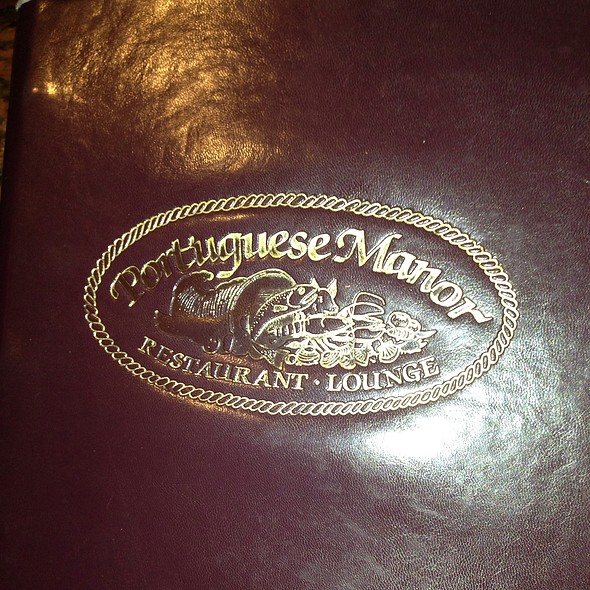 Portuguese Manor
RESTAURANT · LOUNGE